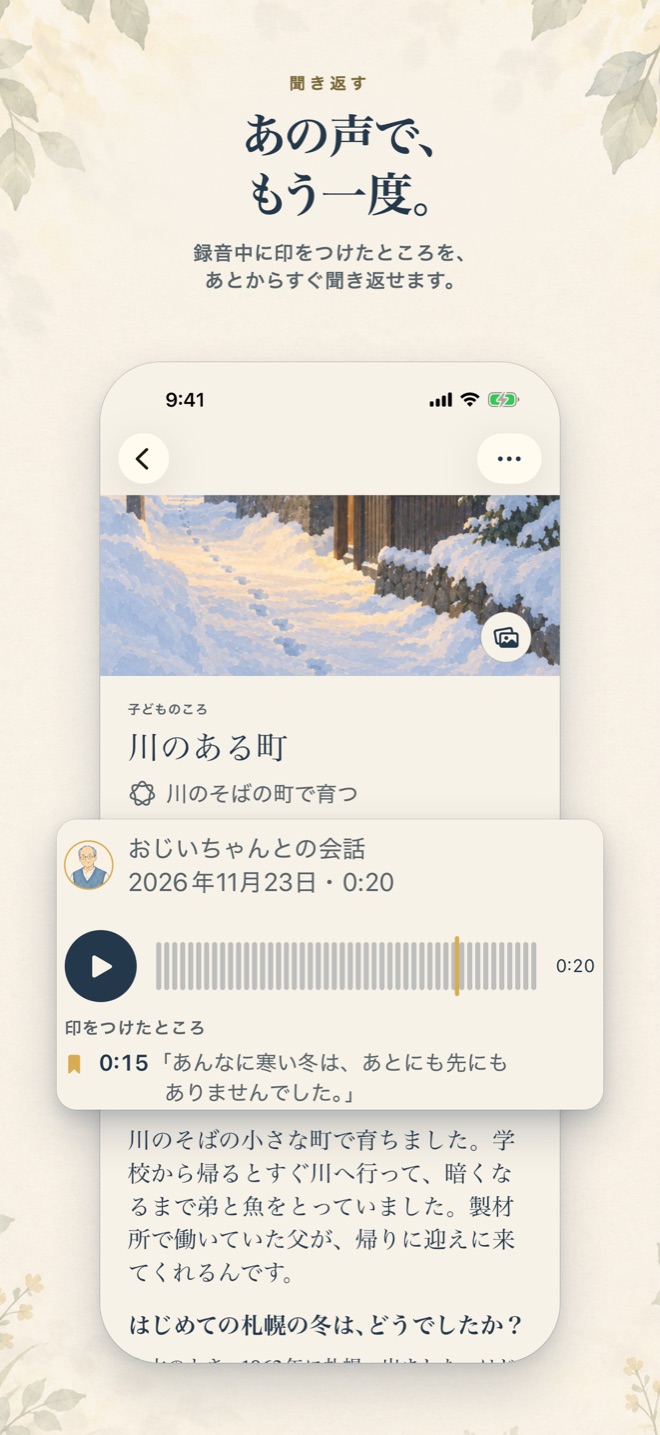 聞き返す
あの声で、
もう一度。
録音中に印をつけたところを、
あとからすぐ聞き返せます。
9:41
子どものころ
川のある町
川のそばの町で育つ
おじいちゃんとの会話
2026年11月23日・0:20
0:20
印をつけたところ
0:15「あんなに寒い冬は、あとにも先にも
ありませんでした。」
川のそばの小さな町で育ちました。学
校から帰るとすぐ川へ行って、暗くな
るまで弟と魚をとっていました。製材
所で働いていた父が、帰りに迎えに来
てくれるんです。
はじめての札幌の冬は、どうでしたか？